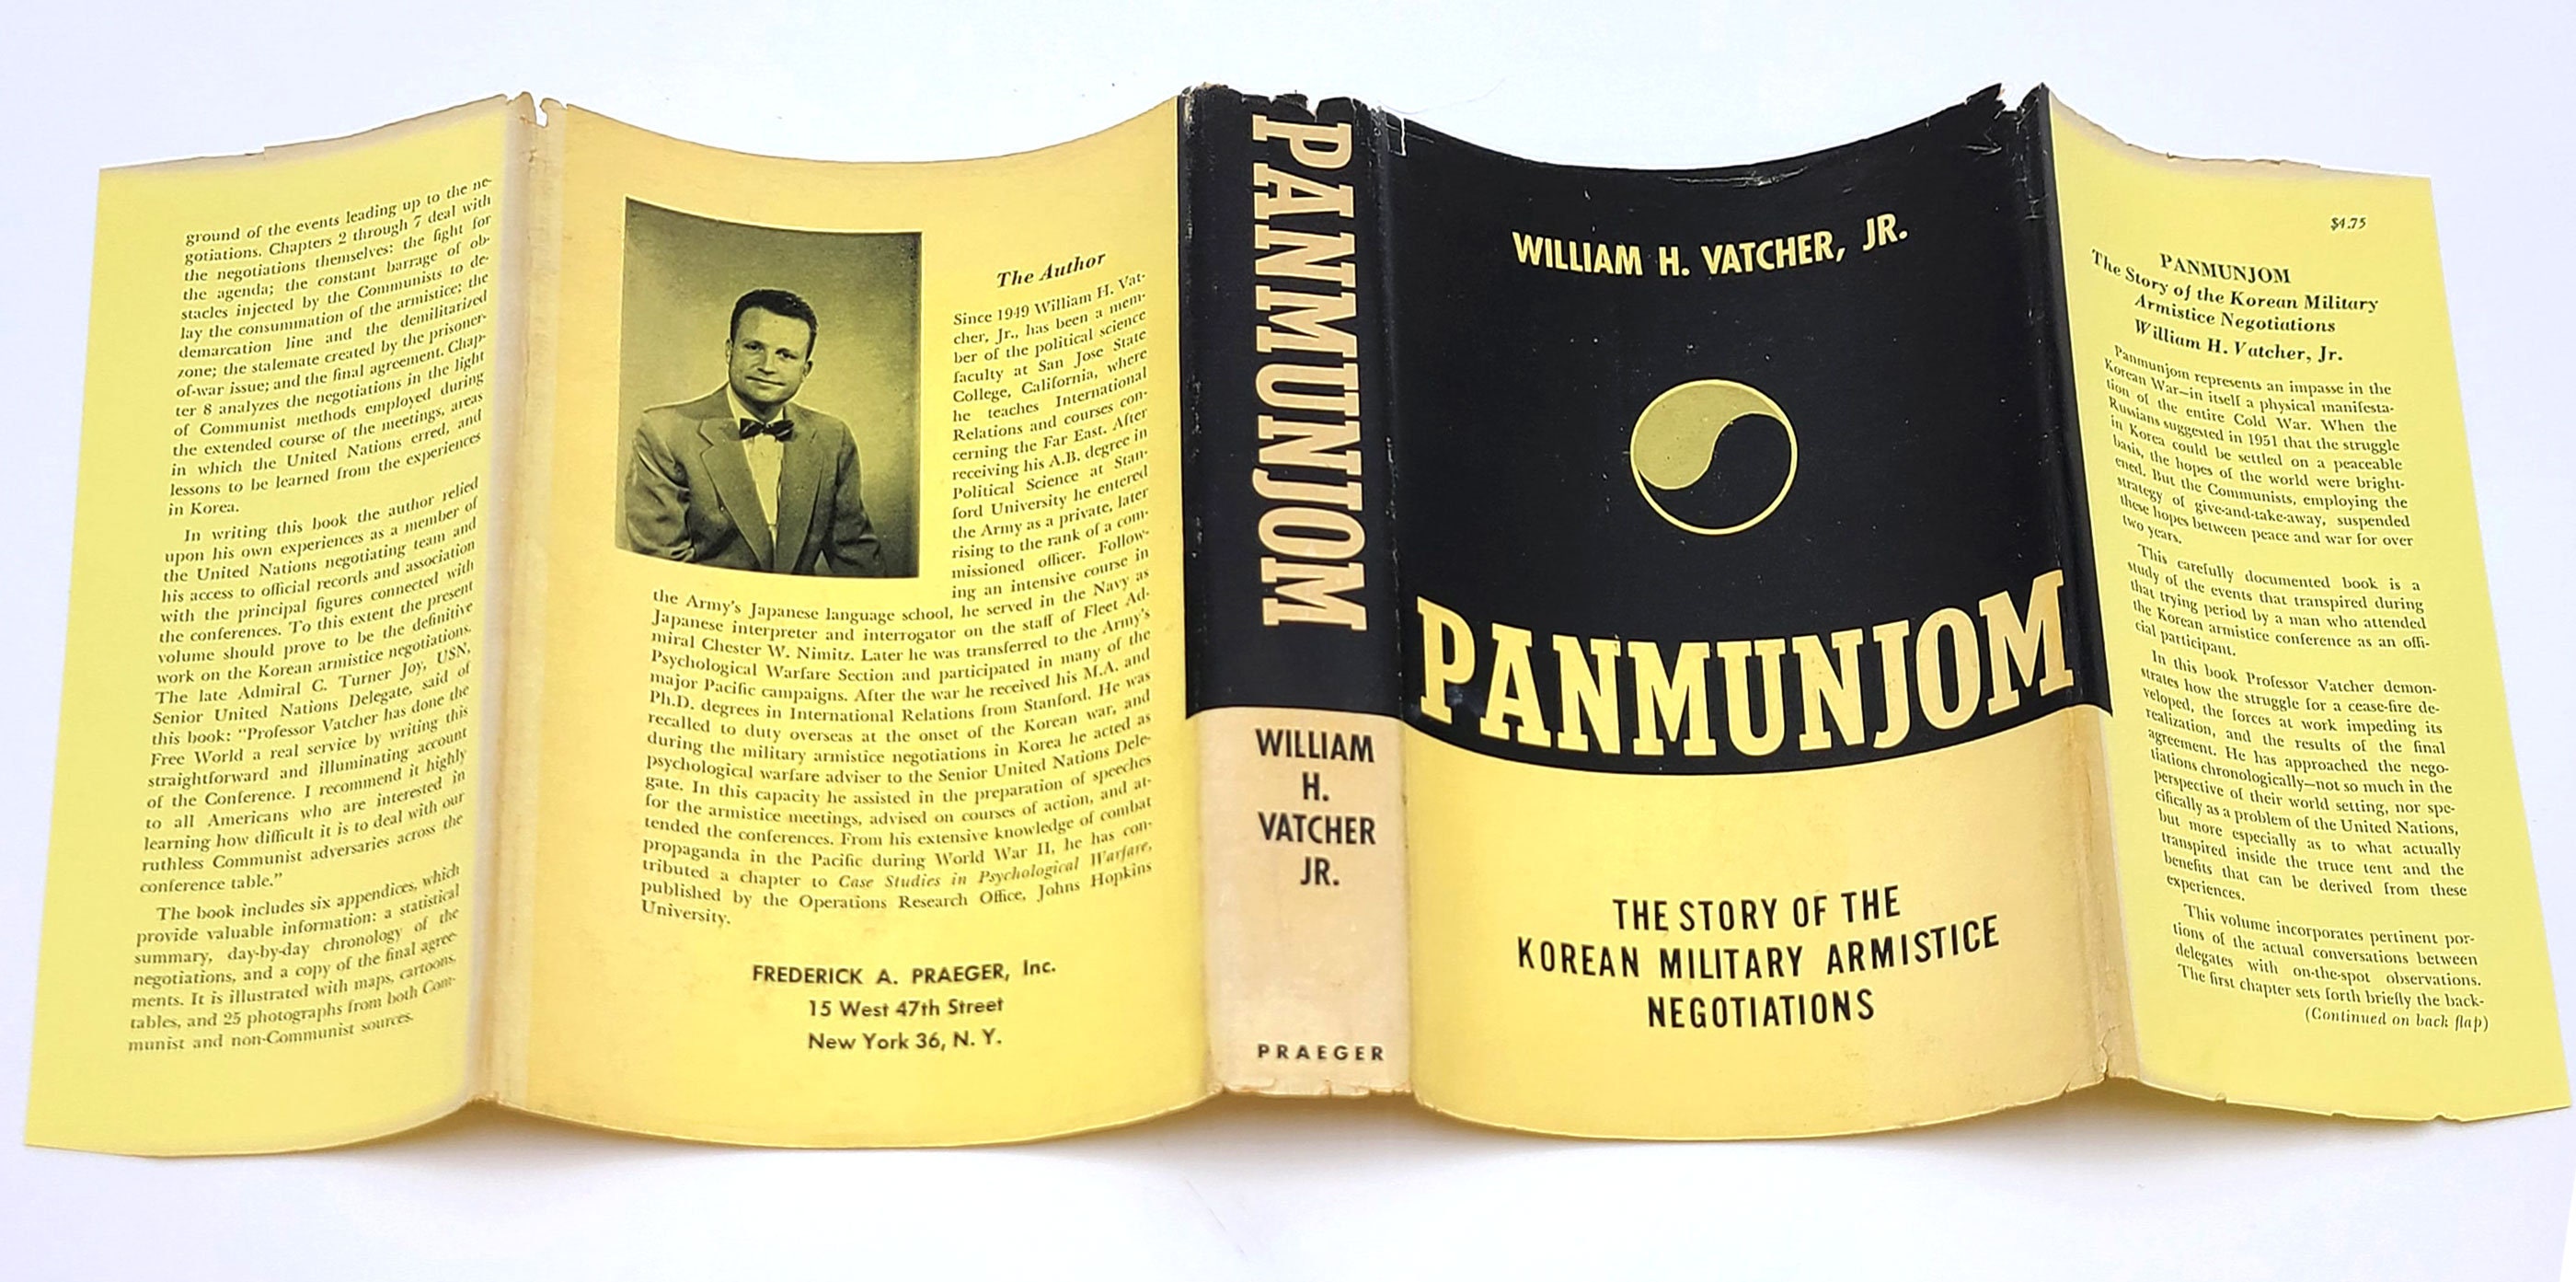 ground of the events leading up to the ne-
gotiations. Chapters 2 through 7 deal with
the negotiations themselves: the fight for
the agenda; the constant barrage of ob-
stacles injected by the Communists to de-
lay the consummation of the armistice; the
demarcation line and the demilitarized
zone; the stalemate created by the prisoner-
of-war issue; and the final agreement. Chap-
ter 8 analyzes the negotiations in the light
of Communist methods employed during
the extended course of the meetings, areas
in which the United Nations erred, and
lessons to be learned from the experiences
in Korea.
In writing this book the author relied
upon his own experiences as a member of
the United Nations negotiating team and
his access to official records and association
with the principal figures connected with
the conferences. To this extent the present
volume should prove to be the definitive
work on the Korean armistice negotiations.
The late Admiral C. Turner Joy, USN,
Senior United Nations Delegate, said of
this book: "Professor Vatcher has done the
Free World a real service by writing this
straightforward and illuminating account
of the Conference. I recommend it highly
to all Americans who are interested in
learning how difficult it is to deal with our
ruthless Communist adversaries across the
conference table."
The book includes six appendices, which
provide valuable information: a statistical
summary, day-by-day chronology of the
negotiations, and a copy of the final agree-
ments. It is illustrated with maps, cartoons,
tables, and 25 photographs from both Com-
munist and non-Communist sources.
The Author
Since 1949 William H. Vat-
cher, Jr., has been a mem-
ber of the political science
faculty at San Jose State
College, California, where
he teaches International
Relations and courses con-
cerning the Far East. After
receiving his A.B. degree in
Political Science at Stan-
ford University he entered
the Army as a private, later
rising to the rank of a com-
missioned officer. Follow-
ing an intensive course in
the Army's Japanese language school, he served in the Navy as
Japanese interpreter and interrogator on the staff of Fleet Ad-
miral Chester W. Nimitz. Later he was transferred to the Army's
Psychological Warfare Section and participated in many of the
major Pacific campaigns. After the war he received his M.A. and
Ph.D. degrees in International Relations from Stanford. He was
recalled to duty overseas at the onset of the Korean war, and
during the military armistice negotiations in Korea he acted as
psychological warfare adviser to the Senior United Nations Dele-
gate. In this capacity he assisted in the preparation of speeches
for the armistice meetings, advised on courses of action, and at-
tended the conferences. From his extensive knowledge of combat
propaganda in the Pacific during World War II, he has con-
tributed a chapter to Case Studies in Psychological Warfare,
published by the Operations Research Office, Johns Hopkins
University.
FREDERICK A. PRAEGER, Inc.
15 West 47th Street
New York 36, N. Y.
PANMUNJOM
WILLIAM
H.
VATCHER
JR.
PRAEGER
WILLIAM H. VATCHER, JR.
PANMUNJOM
THE STORY OF THE
KOREAN MILITARY ARMISTICE
NEGOTIATIONS
$4.75
PANMUNJOM
The Story of the Korean Military
Armistice Negotiations
William H. Vatcher, Jr.
Panmunjom represents an impasse in the
Korean War—in itself a physical manifesta-
tion of the entire Cold War. When the
Russians suggested in 1951 that the struggle
in Korea could be settled on a peaceable
basis, the hopes of the world were bright-
ened. But the Communists, employing the
strategy of give-and-take-away, suspended
these hopes between peace and war for over
two years.
This carefully documented book is a
study of the events that transpired during
that trying period by a man who attended
the Korean armistice conference as an offi-
cial participant.
In this book Professor Vatcher demon-
strates how the struggle for a cease-fire de-
veloped, the forces at work impeding its
realization, and the results of the final
agreement. He has approached the nego-
tiations chronologically—not so much in the
perspective of their world setting, nor spe-
cifically as a problem of the United Nations,
but more especially as to what actually
transpired inside the truce tent and the
benefits that can be derived from these
experiences.
This volume incorporates pertinent por-
tions of the actual conversations between
delegates with on-the-spot observations.
The first chapter sets forth briefly the back-
(Continued on back flap)